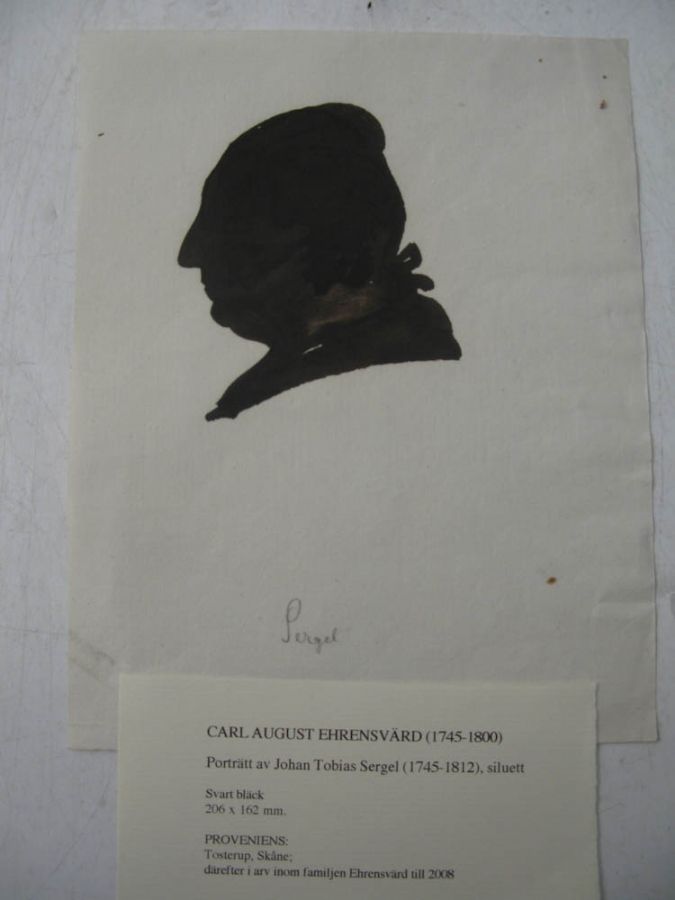 Sergel
CARL AUGUST EHRENSVÄRD (1745-1800)
Porträtt av Johan Tobias Sergel (1745-1812), siluett
Svart bläck
206 x 162 mm.
PROVENIENS:
Tosterup, Skåne;
därefter i arv inom familjen Ehrensvärd till 2008